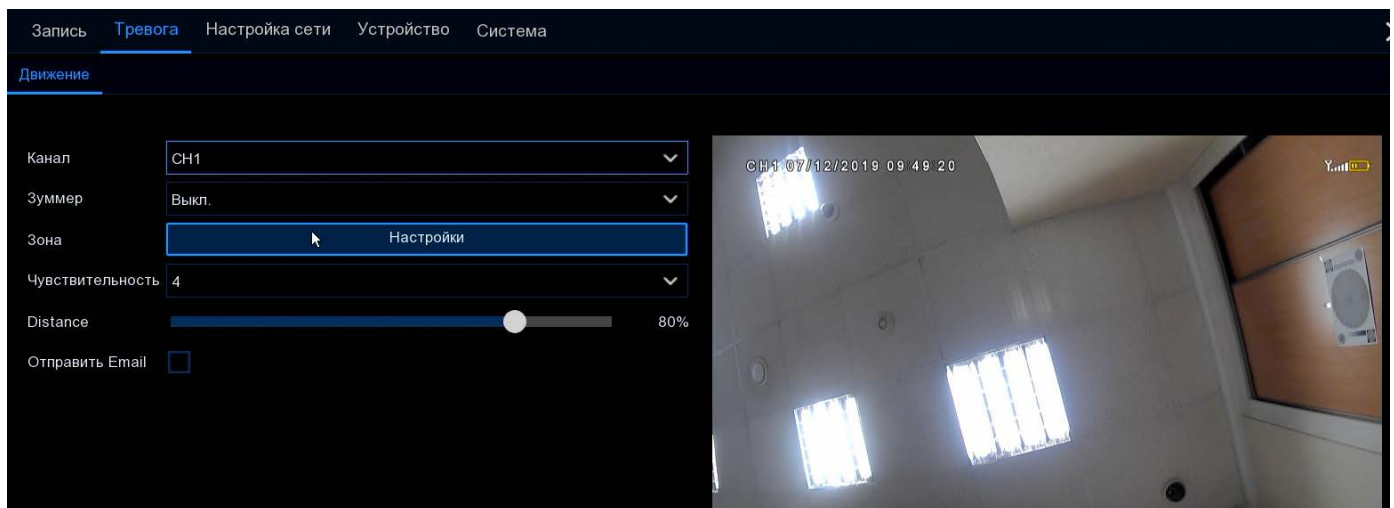 Запись Тревога Настройка сети Устройство Система
Движение
Канал CH1
Зуммер Выкл.
Зона Настройки
Чувствительность 4
Distance 80%
Отправить Email
CH1 07/12/2019 09:49:20